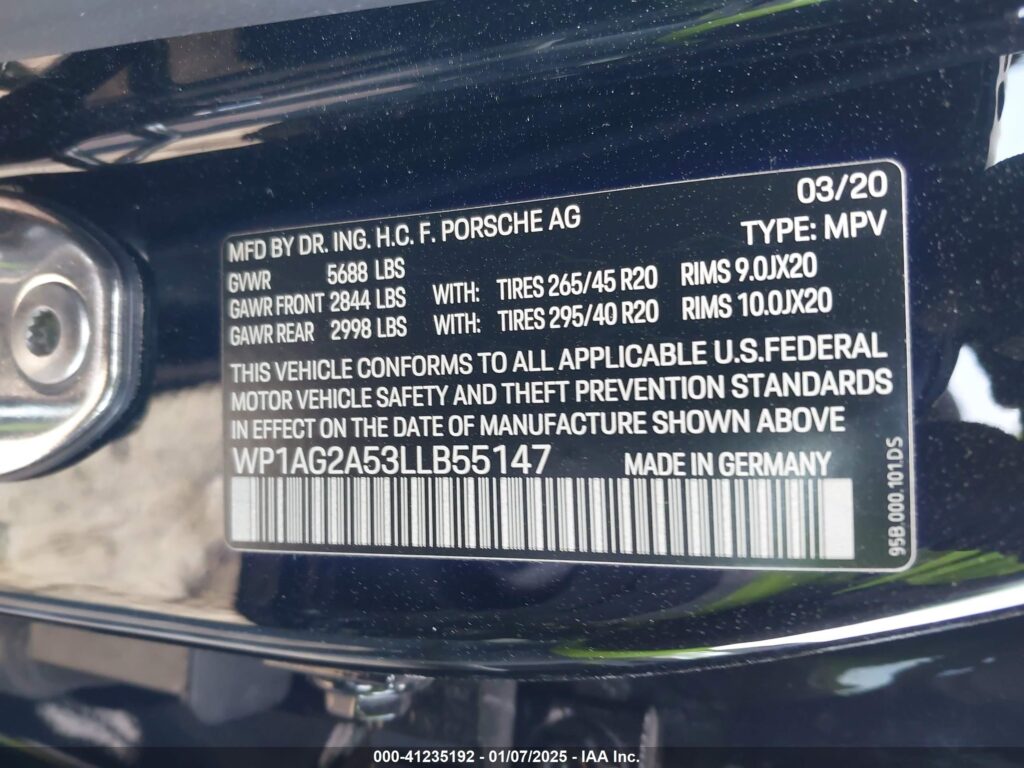 03/20
MFD BY DR. ING. H.C. F. PORSCHE AG TYPE: MPV
GVWR 5688 LBS
GAWR FRONT 2844 LBS WITH: TIRES 265/45 R20 RIMS 9.0JX20
GAWR REAR 2998 LBS WITH: TIRES 295/40 R20 RIMS 10.0JX20
THIS VEHICLE CONFORMS TO ALL APPLICABLE U.S.FEDERAL
MOTOR VEHICLE SAFETY AND THEFT PREVENTION STANDARDS
IN EFFECT ON THE DATE OF MANUFACTURE SHOWN ABOVE
WP1AG2A53LLB55147 MADE IN GERMANY
95B.000.101.DS
000-41235192 - 01/07/2025 - IAA Inc.